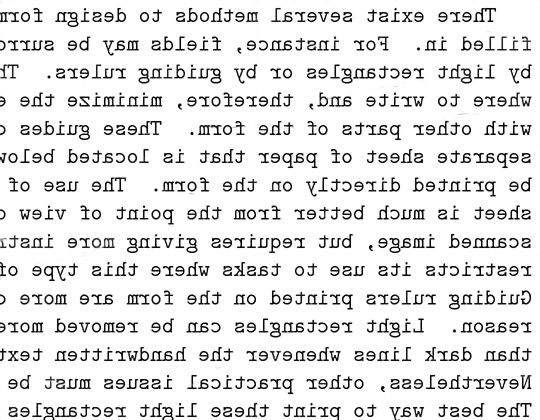 There exist several methods to design form
filled in. For instance, fields may be surro
by light rectangles or by guiding rulers. Th
where to write and, therefore, minimize the
with other parts of the form. These guides
separate sheet of paper that is located below
be printed directly on the form. The use of
sheet is much better from the point of view
scanned image, but requires giving more instr
restricts its use to tasks where this type of
Guiding rulers printed on the form are more
reason. Light rectangles can be removed more
than dark lines whenever the handwritten text
Nevertheless, other practical issues must be
The best way to print these light rectangles